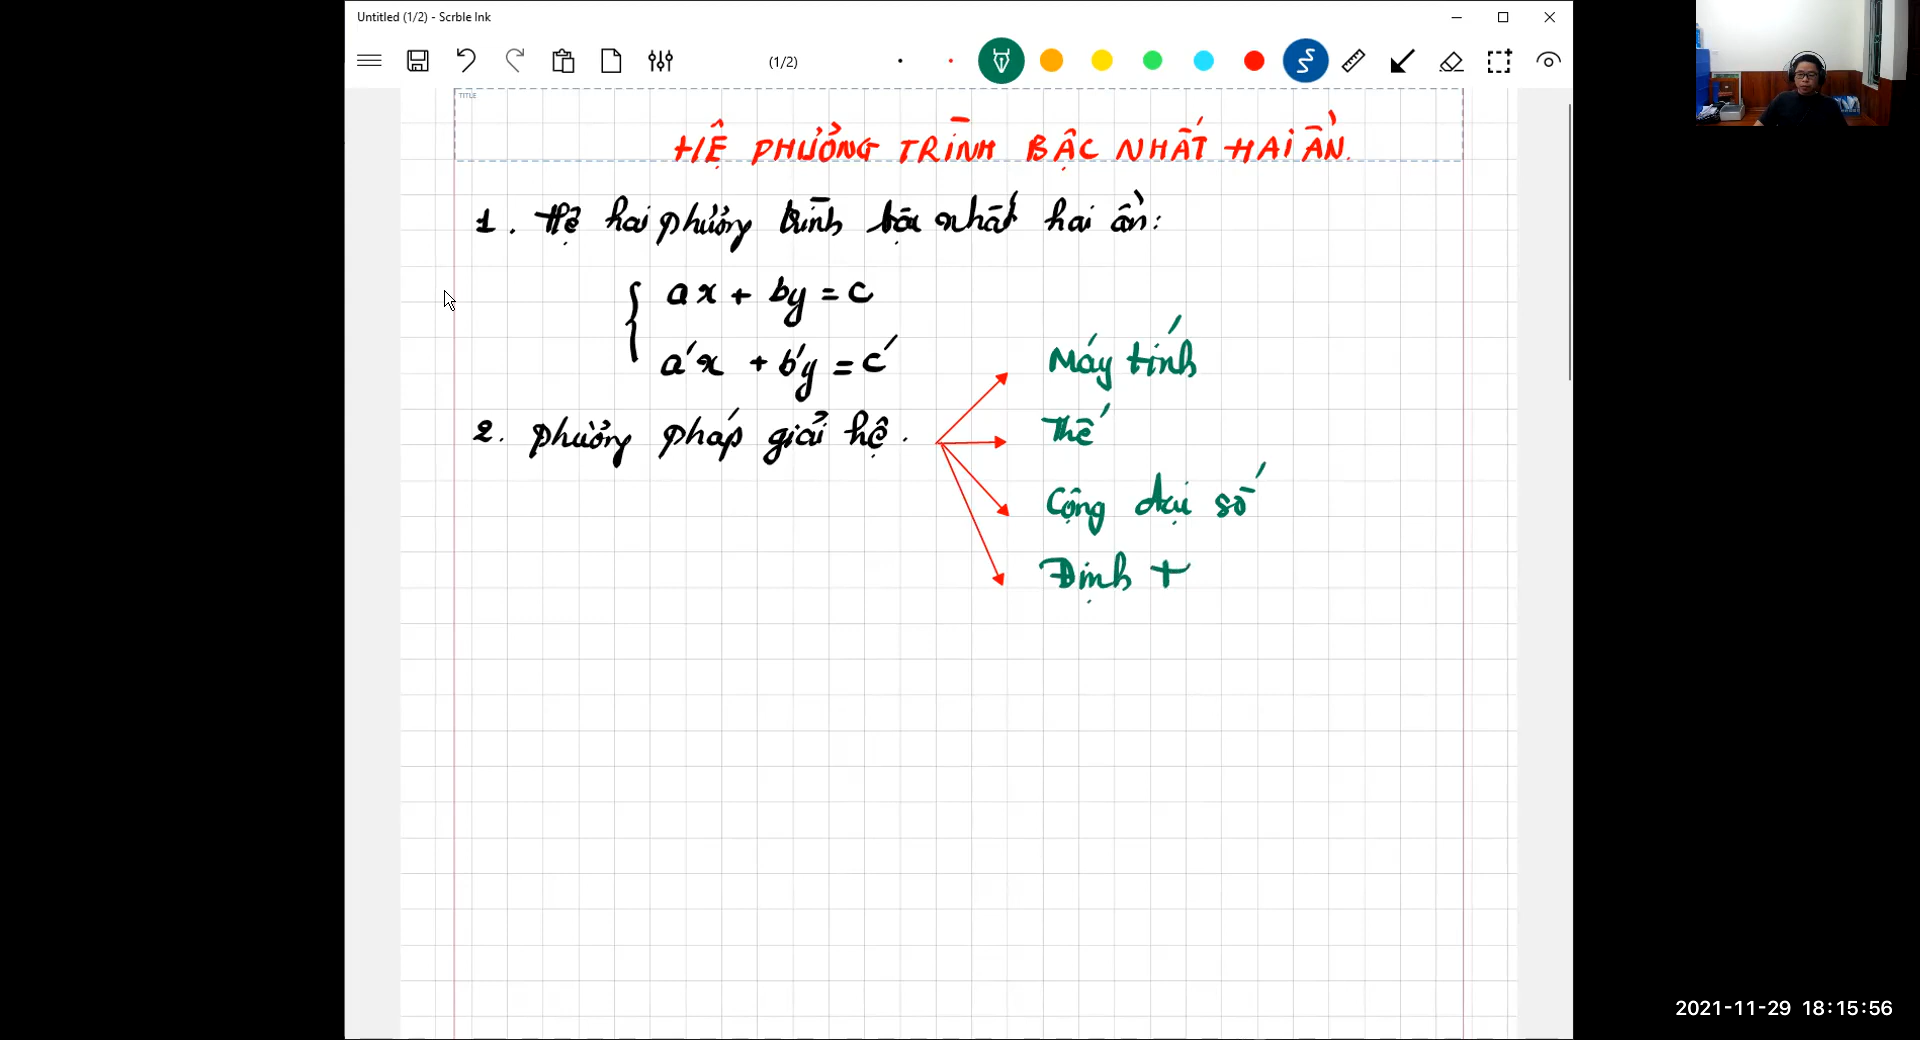 Untitled (1/2) - Scrble Ink
(1/2)
TITLE
HỆ PHƯƠNG TRÌNH BẬC NHẤT HAI ẨN.
1. Hệ hai phương trình bậc nhất hai ẩn:
{ ax + by = c
a'x + b'y = c'
2. phương pháp giải hệ.
Máy tính
Thế
Cộng đại số
Định t
2021-11-29 18:15:56